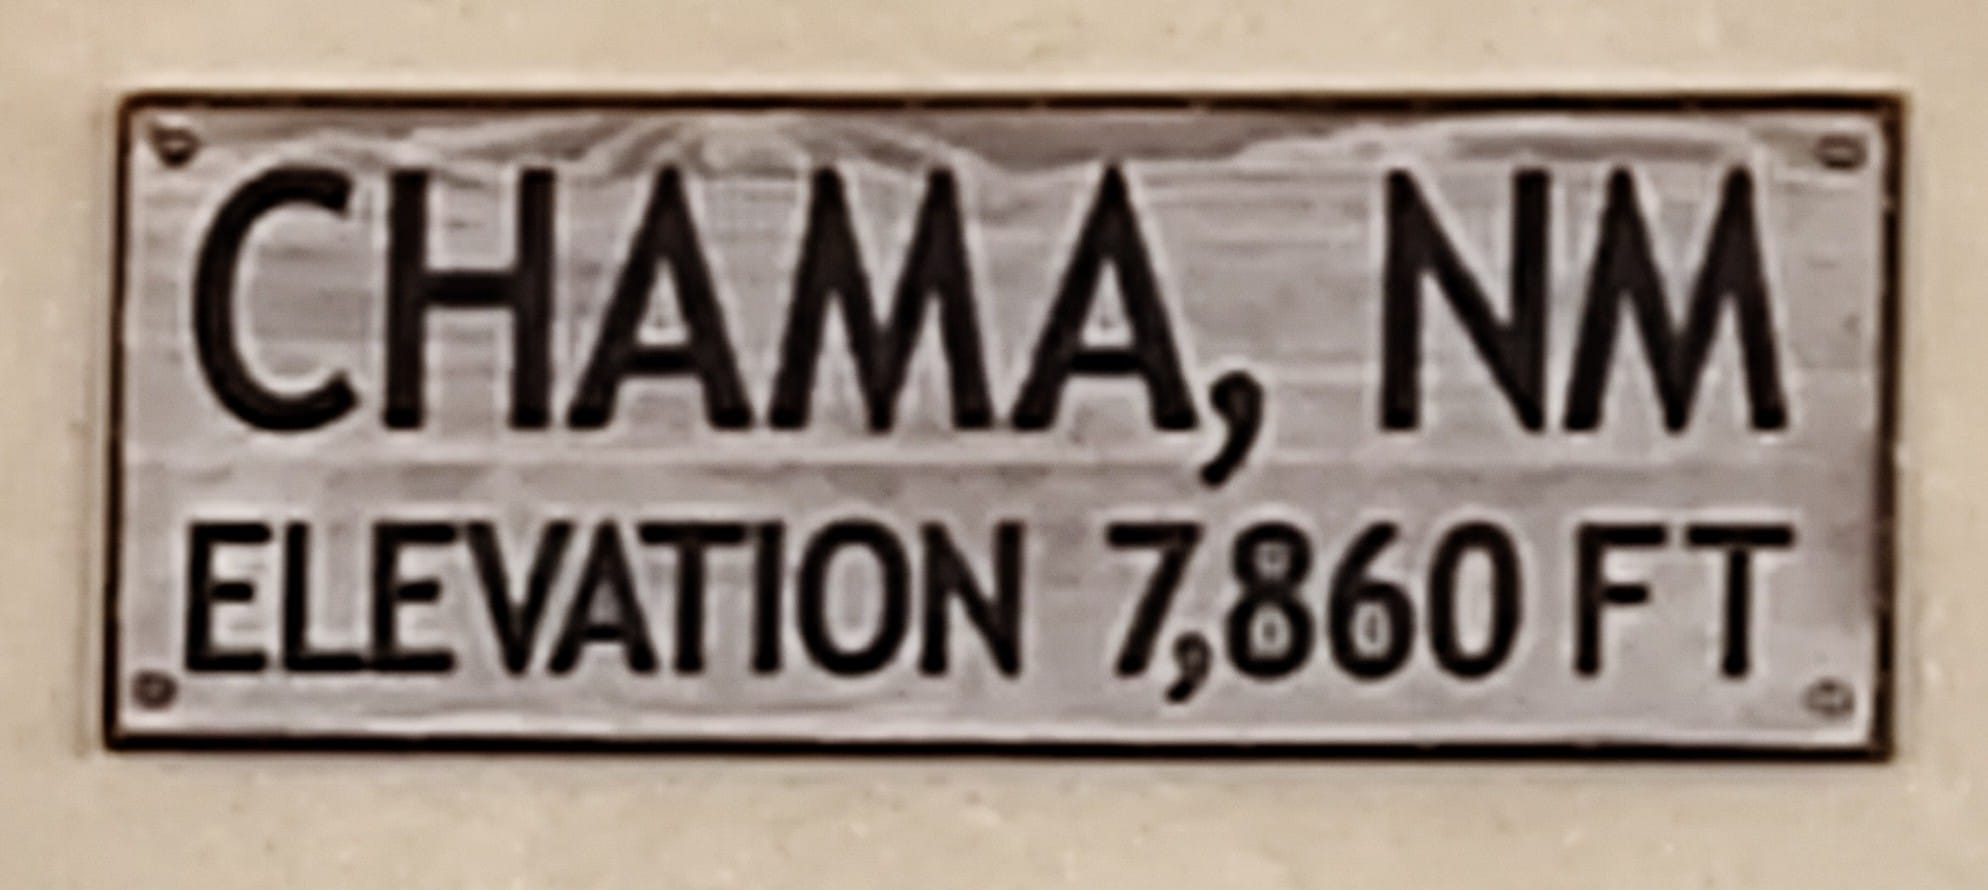 CHAMA, NM
ELEVATION 7,860 FT